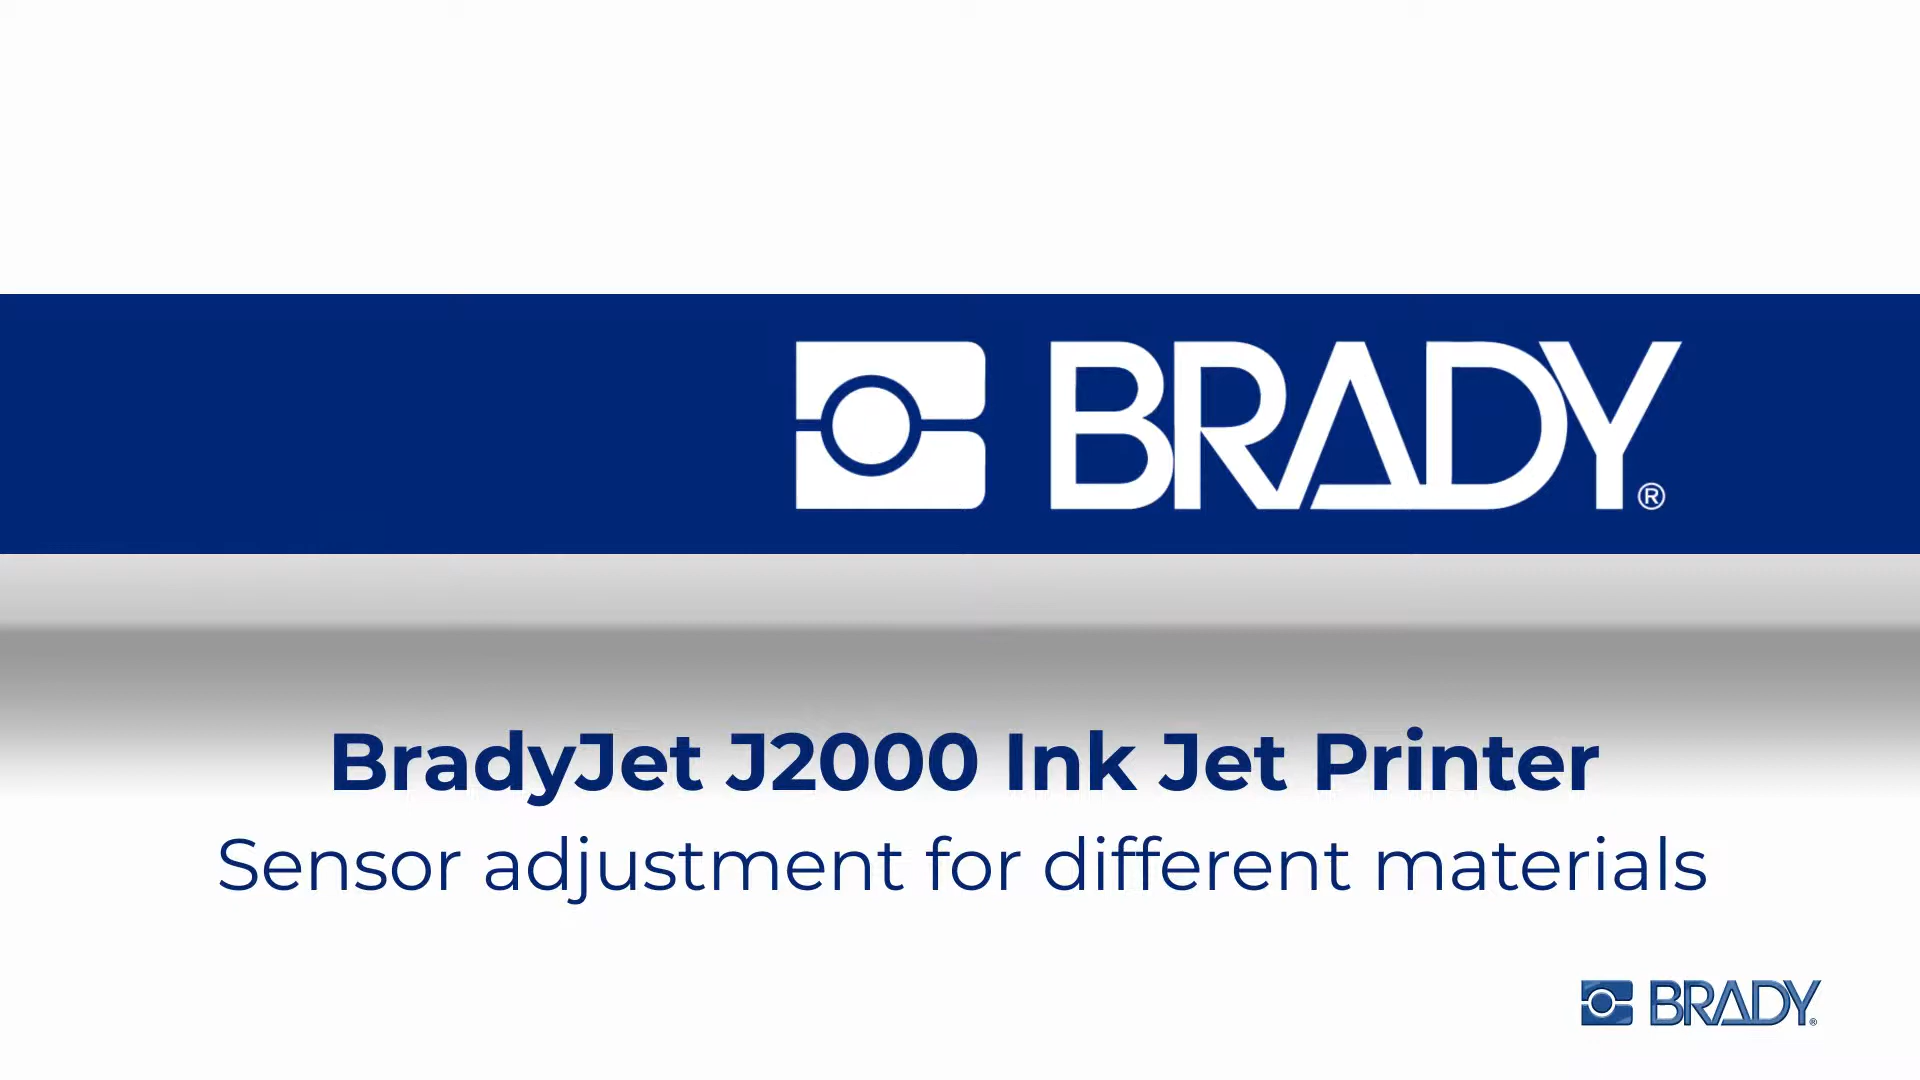 BRADY®
BradyJet J2000 Ink Jet Printer
Sensor adjustment for different materials
BRADY®